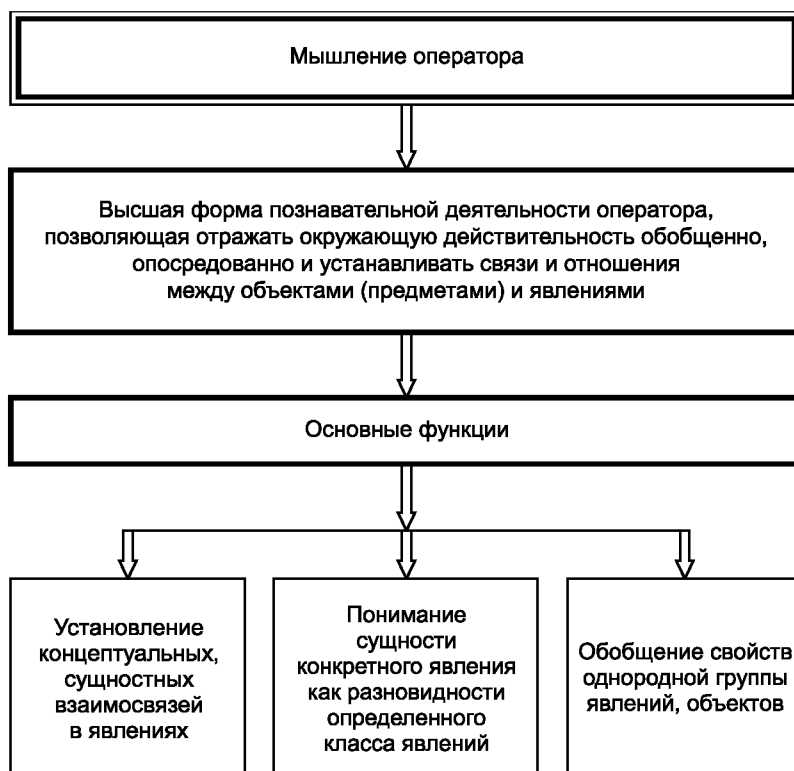 Мышление оператора
Высшая форма познавательной деятельности оператора,
позволяющая отражать окружающую действительность обобщенно,
опосредованно и устанавливать связи и отношения
между объектами (предметами) и явлениями
Основные функции
Установление
концептуальных,
сущностных
взаимосвязей
в явлениях
Понимание
сущности
конкретного явления
как разновидности
определенного
класса явлений
Обобщение свойств
однородной группы
явлений, объектов